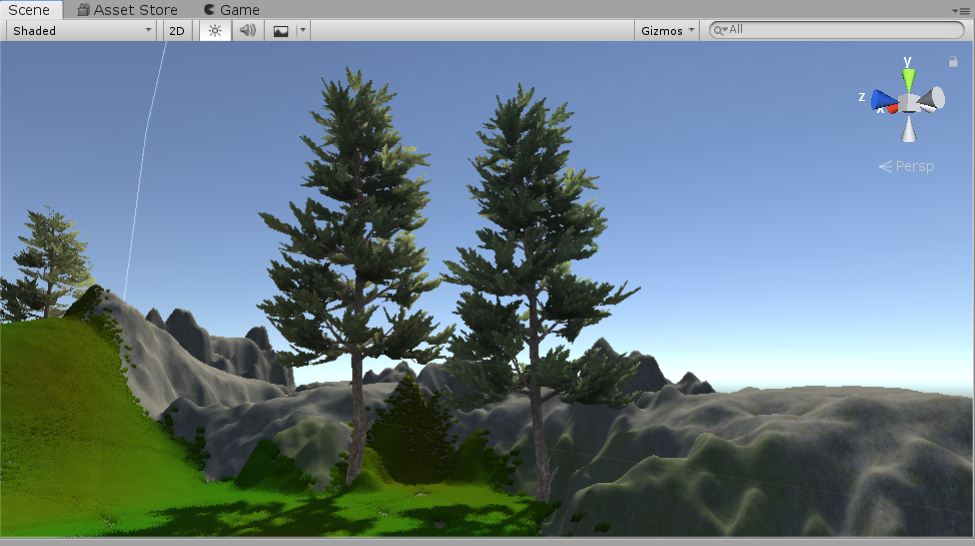 Scene Asset Store Game
Shaded 2D Gizmos All
y
z
x
Persp